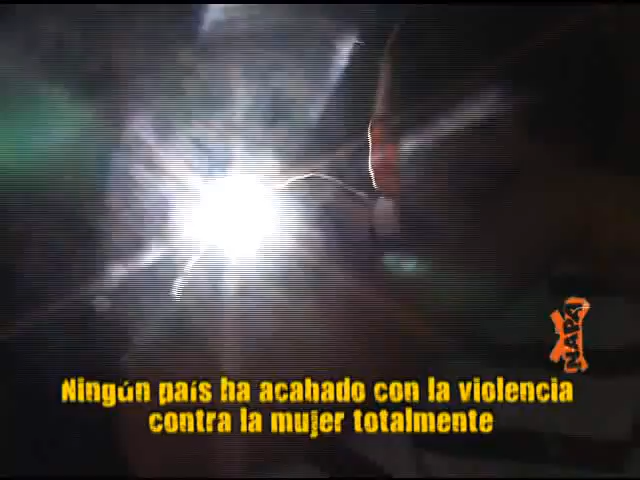 NAPA
Ningún país ha acabado con la violencia
contra la mujer totalmente